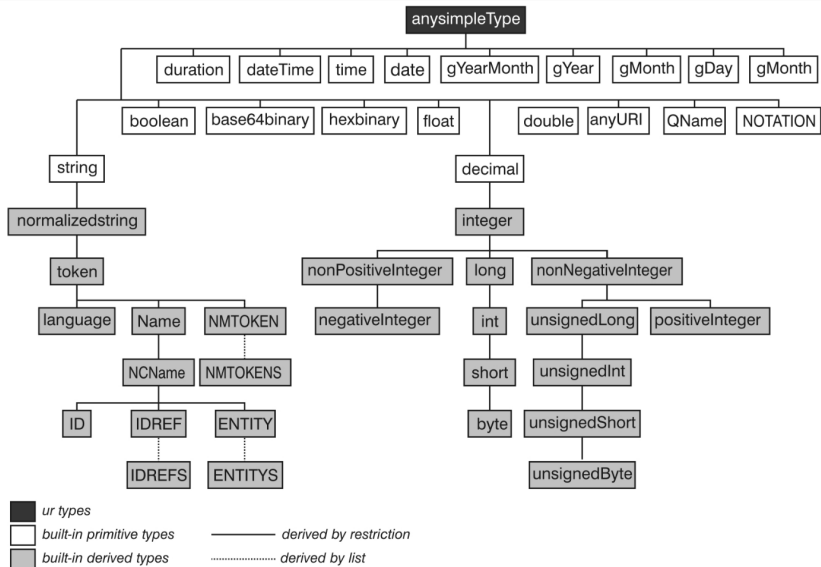 anysimpleType
duration dateTime time date gYearMonth gYear gMonth gDay gMonth
boolean base64binary hexbinary float double anyURI QName NOTATION
string decimal
normalizedstring integer
token nonPositiveInteger long nonNegativeInteger
language Name NMTOKEN negativeInteger int unsignedLong positiveInteger
NCName NMTOKENS short unsignedInt
ID IDREF ENTITY byte unsignedShort
IDREFS ENTITYS unsignedByte
ur types
built-in primitive types derived by restriction
built-in derived types derived by list